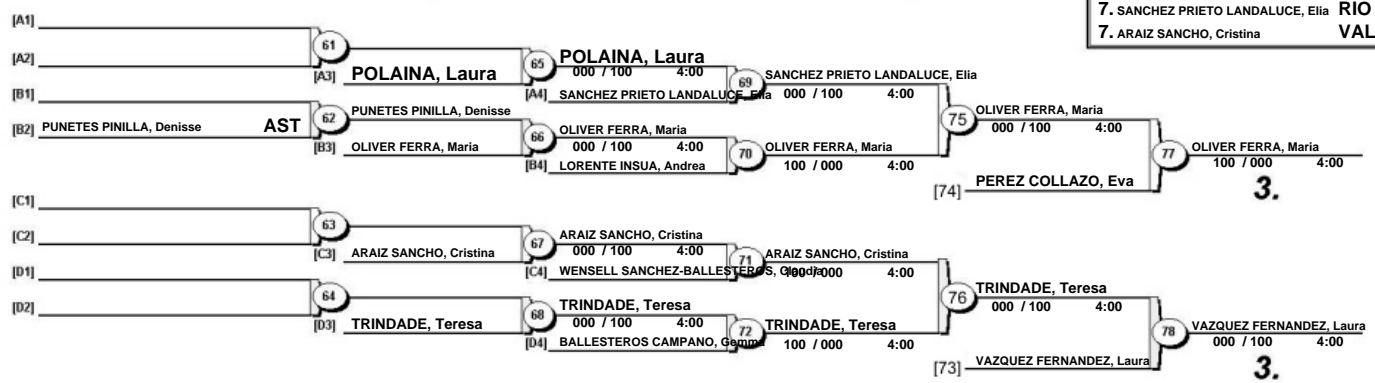 7. SANCHEZ PRIETO LANDALUCE, Elia RIO
7. ARAIZ SANCHO, Cristina VAL
[A1]
61
[A2]
[A3] POLAINA, Laura
65
POLAINA, Laura
000 / 100 4:00
[A4] SANCHEZ PRIETO LANDALUCE, Elia
69
SANCHEZ PRIETO LANDALUCE, Elia
000 / 100 4:00
[B1]
62
PUNETES PINILLA, Denisse
[B2] PUNETES PINILLA, Denisse AST
[B3] OLIVER FERRA, Maria
66
OLIVER FERRA, Maria
000 / 100 4:00
[B4] LORENTE INSUA, Andrea
70
OLIVER FERRA, Maria
100 / 000 4:00
75
OLIVER FERRA, Maria
000 / 100 4:00
[74] PEREZ COLLAZO, Eva
77
OLIVER FERRA, Maria
100 / 000 4:00
3.
[C1]
63
[C2]
[C3] ARAIZ SANCHO, Cristina
67
ARAIZ SANCHO, Cristina
000 / 100 4:00
[C4] WENSELL SANCHEZ-BALLESTEROS, Claudia
71
ARAIZ SANCHO, Cristina
100 / 000 4:00
[D1]
64
[D2]
[D3] TRINDADE, Teresa
68
TRINDADE, Teresa
000 / 100 4:00
[D4] BALLESTEROS CAMPANO, Gemma
72
TRINDADE, Teresa
100 / 000 4:00
76
TRINDADE, Teresa
000 / 100 4:00
[73] VAZQUEZ FERNANDEZ, Laura
78
VAZQUEZ FERNANDEZ, Laura
000 / 100 4:00
3.